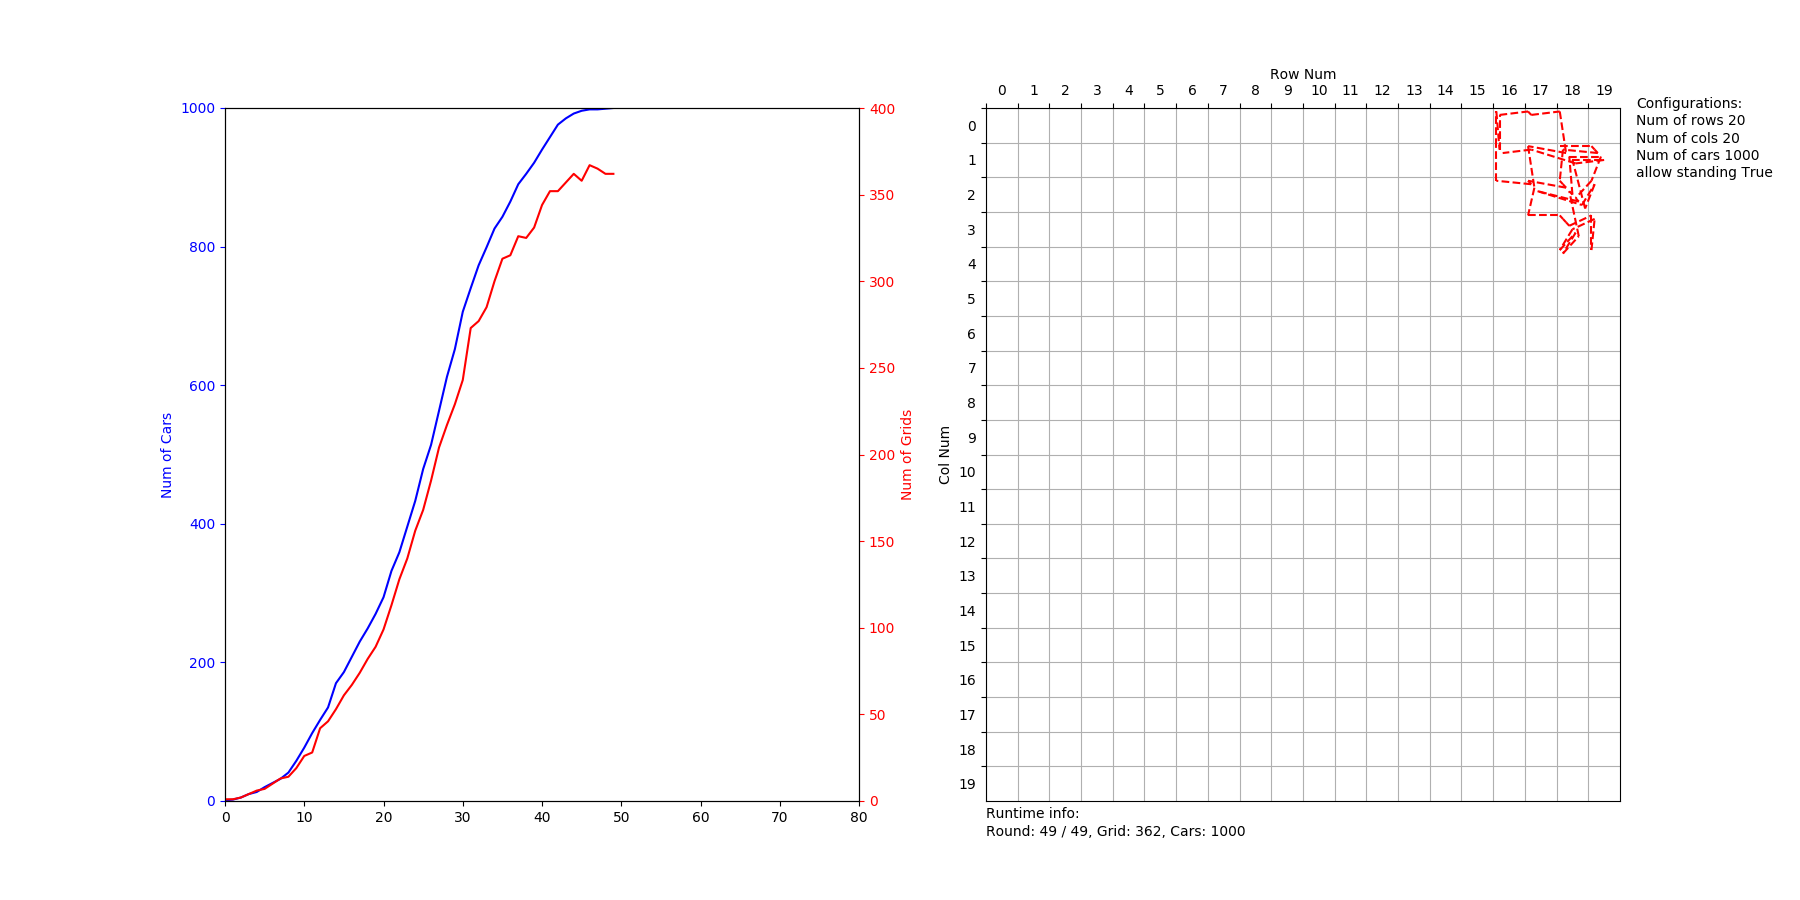 Num of Cars
1000
800
600
400
200
0
0 10 20 30 40 50 60 70 80
400
350
300
250
200
150
100
50
0
Num of Grids
Row Num
0 1 2 3 4 5 6 7 8 9 10 11 12 13 14 15 16 17 18 19
Col Num
0
1
2
3
4
5
6
7
8
9
10
11
12
13
14
15
16
17
18
19
Configurations:
Num of rows 20
Num of cols 20
Num of cars 1000
allow standing True
Runtime info:
Round: 49 / 49, Grid: 362, Cars: 1000